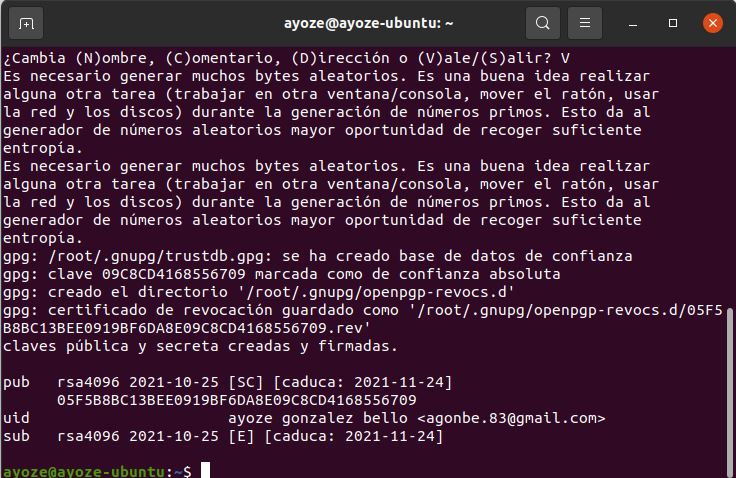 ayoze@ayoze-ubuntu: ~
¿Cambia (N)ombre, (C)omentario, (D)irección o (V)ale/(S)alir? V
Es necesario generar muchos bytes aleatorios. Es una buena idea realizar
alguna otra tarea (trabajar en otra ventana/consola, mover el ratón, usar
la red y los discos) durante la generación de números primos. Esto da al
generador de números aleatorios mayor oportunidad de recoger suficiente
entropía.
Es necesario generar muchos bytes aleatorios. Es una buena idea realizar
alguna otra tarea (trabajar en otra ventana/consola, mover el ratón, usar
la red y los discos) durante la generación de números primos. Esto da al
generador de números aleatorios mayor oportunidad de recoger suficiente
entropía.
gpg: /root/.gnupg/trustdb.gpg: se ha creado base de datos de confianza
gpg: clave 09C8CD4168556709 marcada como de confianza absoluta
gpg: creado el directorio '/root/.gnupg/openpgp-revocs.d'
gpg: certificado de revocación guardado como '/root/.gnupg/openpgp-revocs.d/05F5
B8BC13BEE0919BF6DA8E09C8CD4168556709.rev'
claves pública y secreta creadas y firmadas.
pub   rsa4096 2021-10-25 [SC] [caduca: 2021-11-24]
      05F5B8BC13BEE0919BF6DA8E09C8CD4168556709
uid                      ayoze gonzalez bello <agonbe.83@gmail.com>
sub   rsa4096 2021-10-25 [E] [caduca: 2021-11-24]
ayoze@ayoze-ubuntu:~$